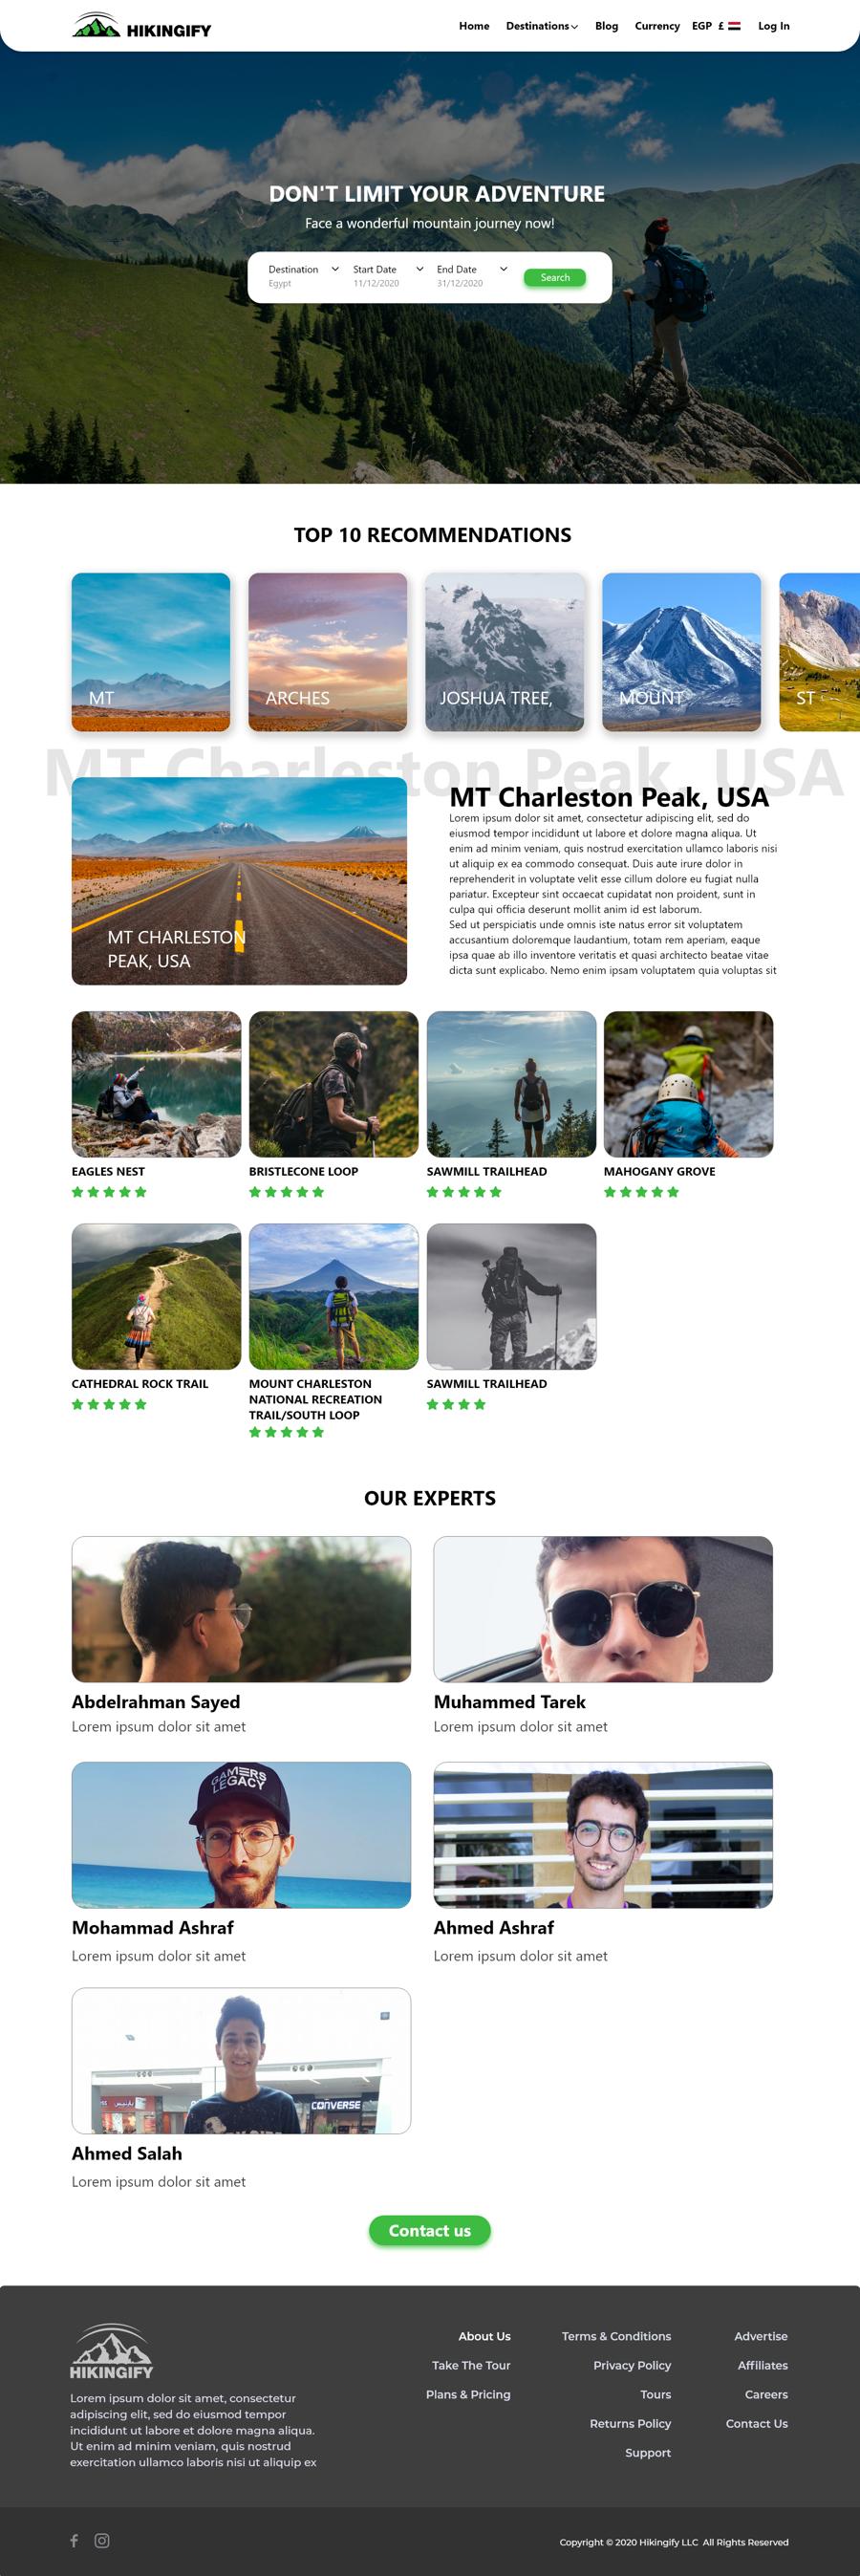 HIKINGIFY
Home Destinations Blog Currency EGP £ Log In
DON'T LIMIT YOUR ADVENTURE
Face a wonderful mountain journey now!
Destination Start Date End Date
Egypt 11/12/2020 31/12/2020
Search
TOP 10 RECOMMENDATIONS
MT ARCHES JOSHUA TREE, MOUNT ST
MT Charleston Peak, USA
MT Charleston Peak, USA
Lorem ipsum dolor sit amet, consectetur adipiscing elit, sed do
eiusmod tempor incididunt ut labore et dolore magna aliqua. Ut
enim ad minim veniam, quis nostrud exercitation ullamco laboris nisi
ut aliquip ex ea commodo consequat. Duis aute irure dolor in
reprehenderit in voluptate velit esse cillum dolore eu fugiat nulla
pariatur. Excepteur sint occaecat cupidatat non proident, sunt in
culpa qui officia deserunt mollit anim id est laborum.
Sed ut perspiciatis unde omnis iste natus error sit voluptatem
accusantium doloremque laudantium, totam rem aperiam, eaque
ipsa quae ab illo inventore veritatis et quasi architecto beatae vitae
dicta sunt explicabo. Nemo enim ipsam voluptatem quia voluptas sit
MT CHARLESTON
PEAK, USA
EAGLES NEST
BRISTLECONE LOOP
SAWMILL TRAILHEAD
MAHOGANY GROVE
CATHEDRAL ROCK TRAIL
MOUNT CHARLESTON
NATIONAL RECREATION
TRAIL/SOUTH LOOP
SAWMILL TRAILHEAD
OUR EXPERTS
Abdelrahman Sayed
Lorem ipsum dolor sit amet
Muhammed Tarek
Lorem ipsum dolor sit amet
GAMERS
LEGACY
Mohammad Ashraf
Lorem ipsum dolor sit amet
Ahmed Ashraf
Lorem ipsum dolor sit amet
CONVERSE
Ahmed Salah
Lorem ipsum dolor sit amet
Contact us
HIKINGIFY
Lorem ipsum dolor sit amet, consectetur
adipiscing elit, sed do eiusmod tempor
incididunt ut labore et dolore magna aliqua.
Ut enim ad minim veniam, quis nostrud
exercitation ullamco laboris nisi ut aliquip ex
About Us
Take The Tour
Plans & Pricing
Terms & Conditions
Privacy Policy
Tours
Returns Policy
Support
Advertise
Affiliates
Careers
Contact Us
Copyright © 2020 Hikingify LLC All Rights Reserved